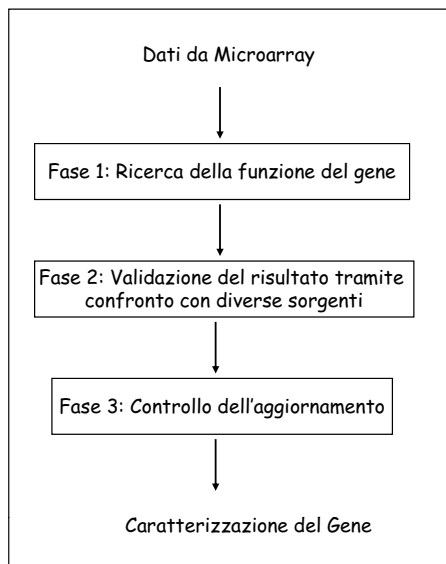 Dati da Microarray
Fase 1: Ricerca della funzione del gene
Fase 2: Validazione del risultato tramite
confronto con diverse sorgenti
Fase 3: Controllo dell'aggiornamento
Caratterizzazione del Gene